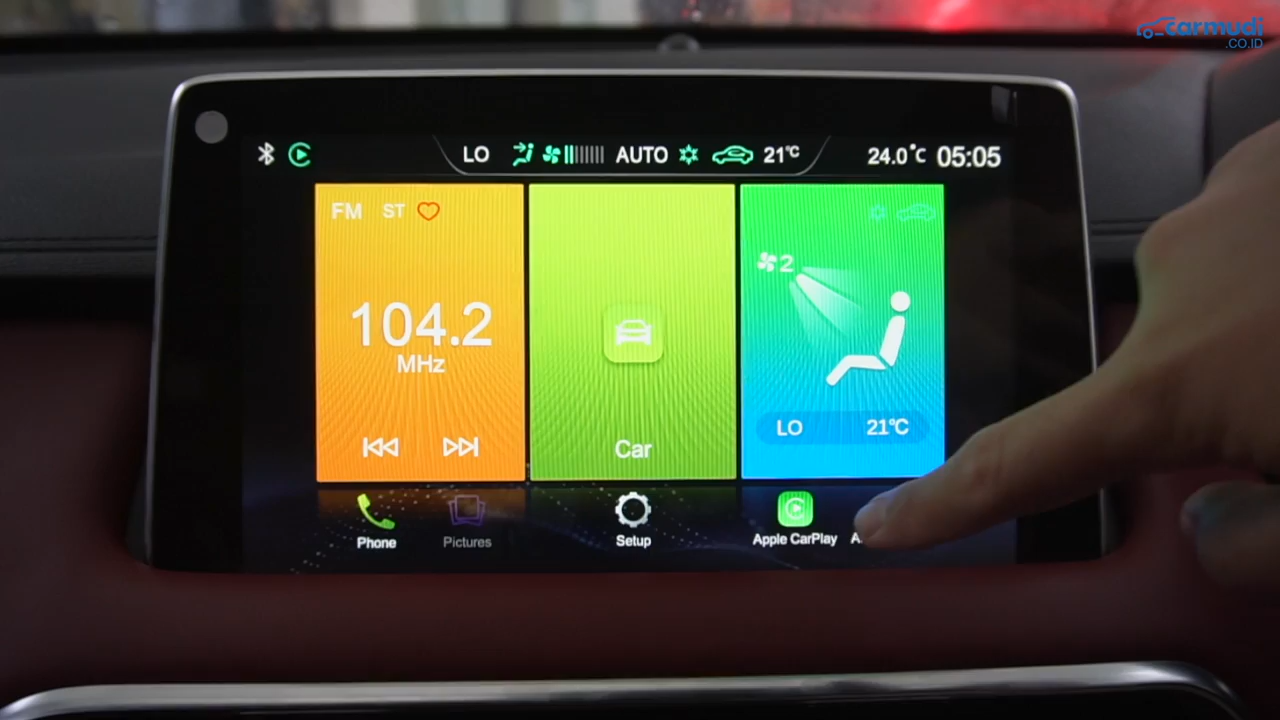 carmudi
.CO.ID
LO AUTO 21°C 24.0°C 05:05
FM ST
104.2
MHz
Car
2
LO 21°C
Phone
Pictures
Setup
Apple CarPlay